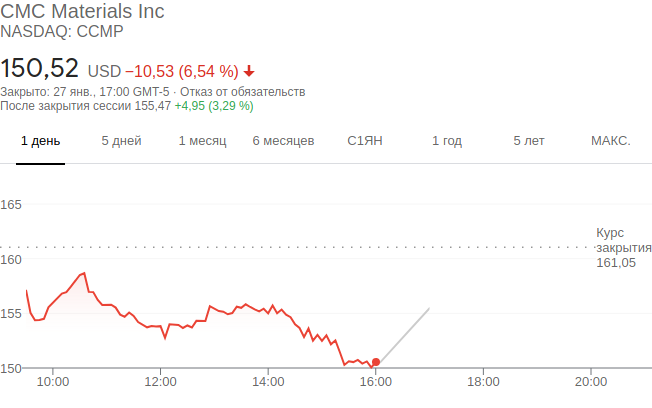 CMC Materials Inc
NASDAQ: CCMP
150,52 USD −10,53 (6,54 %)
Закрыто: 27 янв., 17:00 GMT-5 · Отказ от обязательств
После закрытия сессии 155,47 +4,95 (3,29 %)
1 день 5 дней 1 месяц 6 месяцев С1ЯН 1 год 5 лет МАКС.
165
Курс
закрытия
161,05
160
155
150
10:00 12:00 14:00 16:00 18:00 20:00